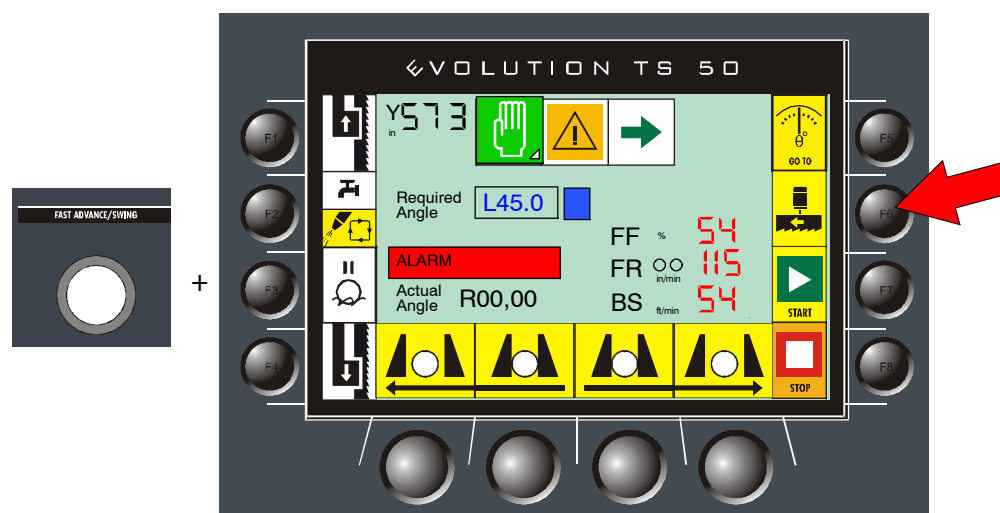 EVOLUTION TS 50
F1
F2
F3
F4
FAST ADVANCE/SWING
+
Y 573
in
Required
Angle
L45.0
ALARM
Actual
Angle
R00,00
FF % 54
FR in/min 115
BS ft/min 54
θ°
GO TO
START
STOP
F5
F6
F7
F8